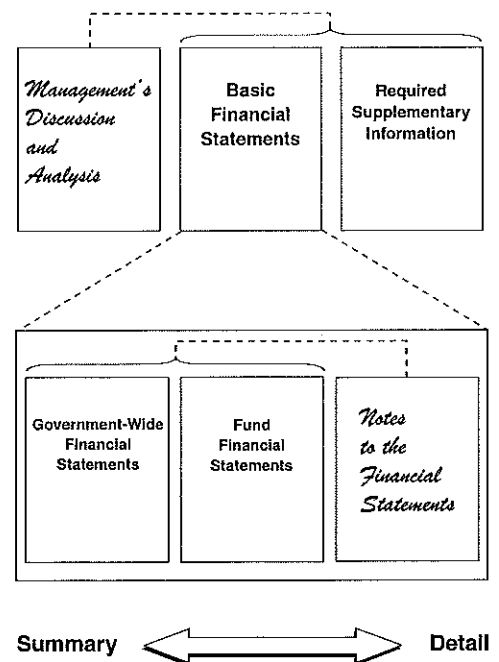 Management's
Discussion
and
Analysis
Basic
Financial
Statements
Required
Supplementary
Information
Government-Wide
Financial
Statements
Fund
Financial
Statements
Notes
to the
Financial
Statements
Summary
Detail